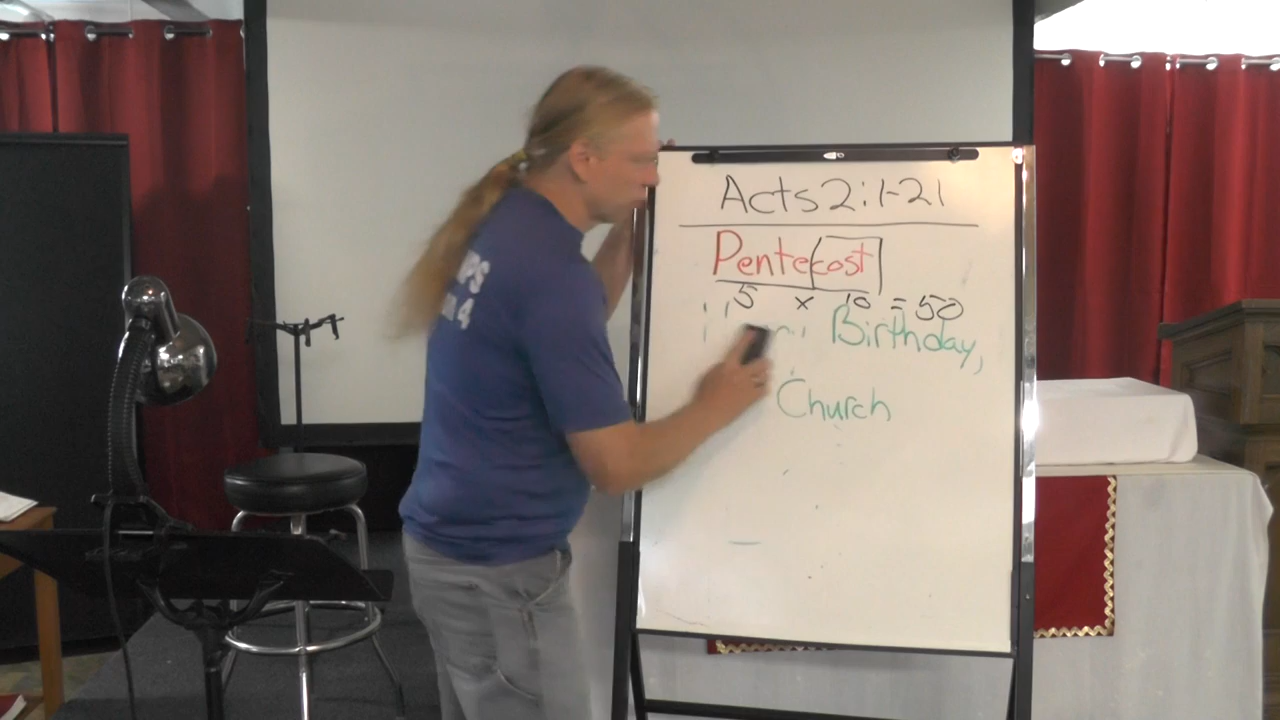 Acts 2:1-21
Pentecost
5 x 10 = 50
Birthday,
Church